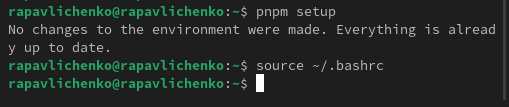 rapavlichenko@rapavlichenko:~$ pnpm setup
No changes to the environment were made. Everything is alread
y up to date.
rapavlichenko@rapavlichenko:~$ source ~/.bashrc
rapavlichenko@rapavlichenko:~$